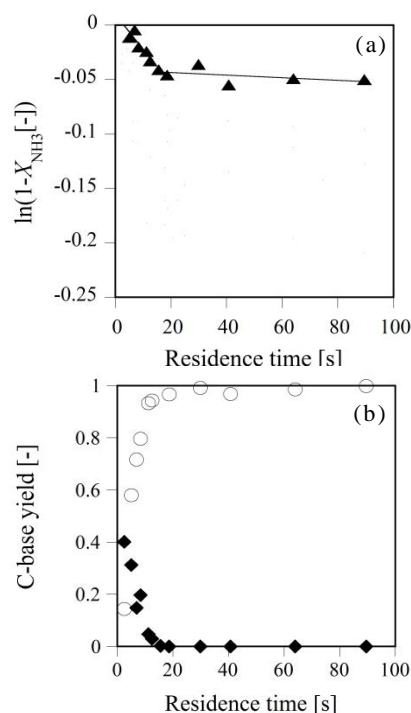 (a)
0
-0.05
-0.1
-0.15
-0.2
-0.25
ln(1-X_NH3[-])
0 20 40 60 80 100
Residence time [s]
(b)
1
0.8
0.6
0.4
0.2
0
C-base yield [-]
0 20 40 60 80 100
Residence time [s]